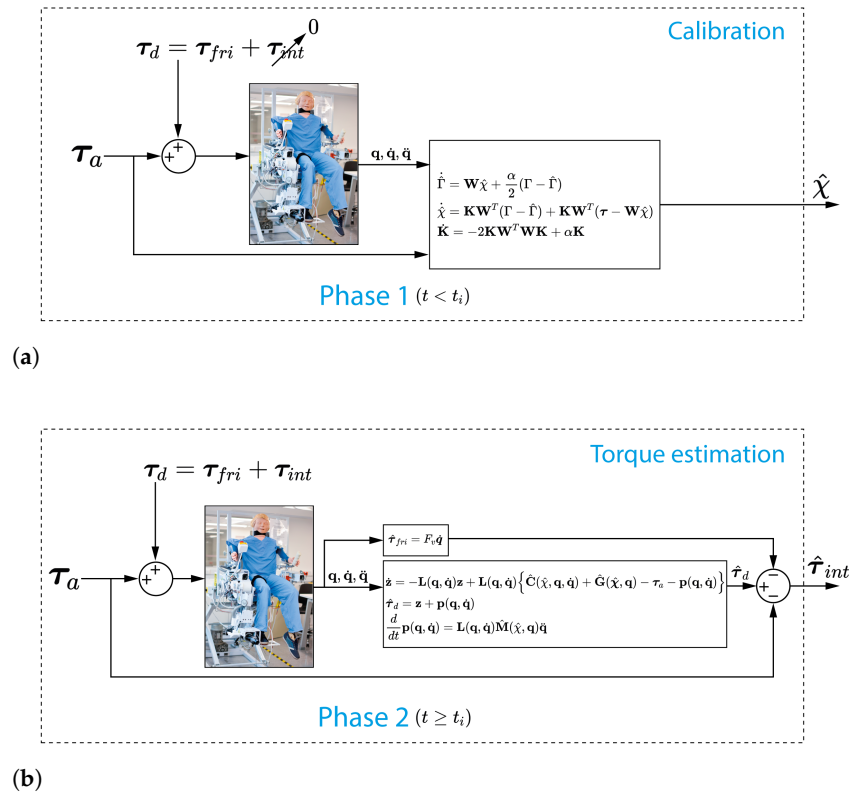 Calibration
τ_d = τ_fri + τ_int 0
τ_a
+
+
q, q̇, q̈
Γ̂̇ = Wχ̂ + α/2(Γ − Γ̂)
χ̂̇ = KW^T(Γ − Γ̂) + KW^T(τ − Wχ̂)
K̇ = −2KW^TWK + αK
χ̂
Phase 1 (t < t_i)
(a)
Torque estimation
τ_d = τ_fri + τ_int
τ_a
+
+
q, q̇, q̈
τ̂_fri = F_v q̇
ż = −L(q, q̇)z + L(q, q̇){Ĉ(χ̂, q, q̇) + Ĝ(χ̂, q) − τ_a − p(q, q̇)}
τ̂_d = z + p(q, q̇)
d/dt p(q, q̇) = L(q, q̇)M̂(χ̂, q)q̈
τ̂_d
−
+
−
τ̂_int
Phase 2 (t ≥ t_i)
(b)